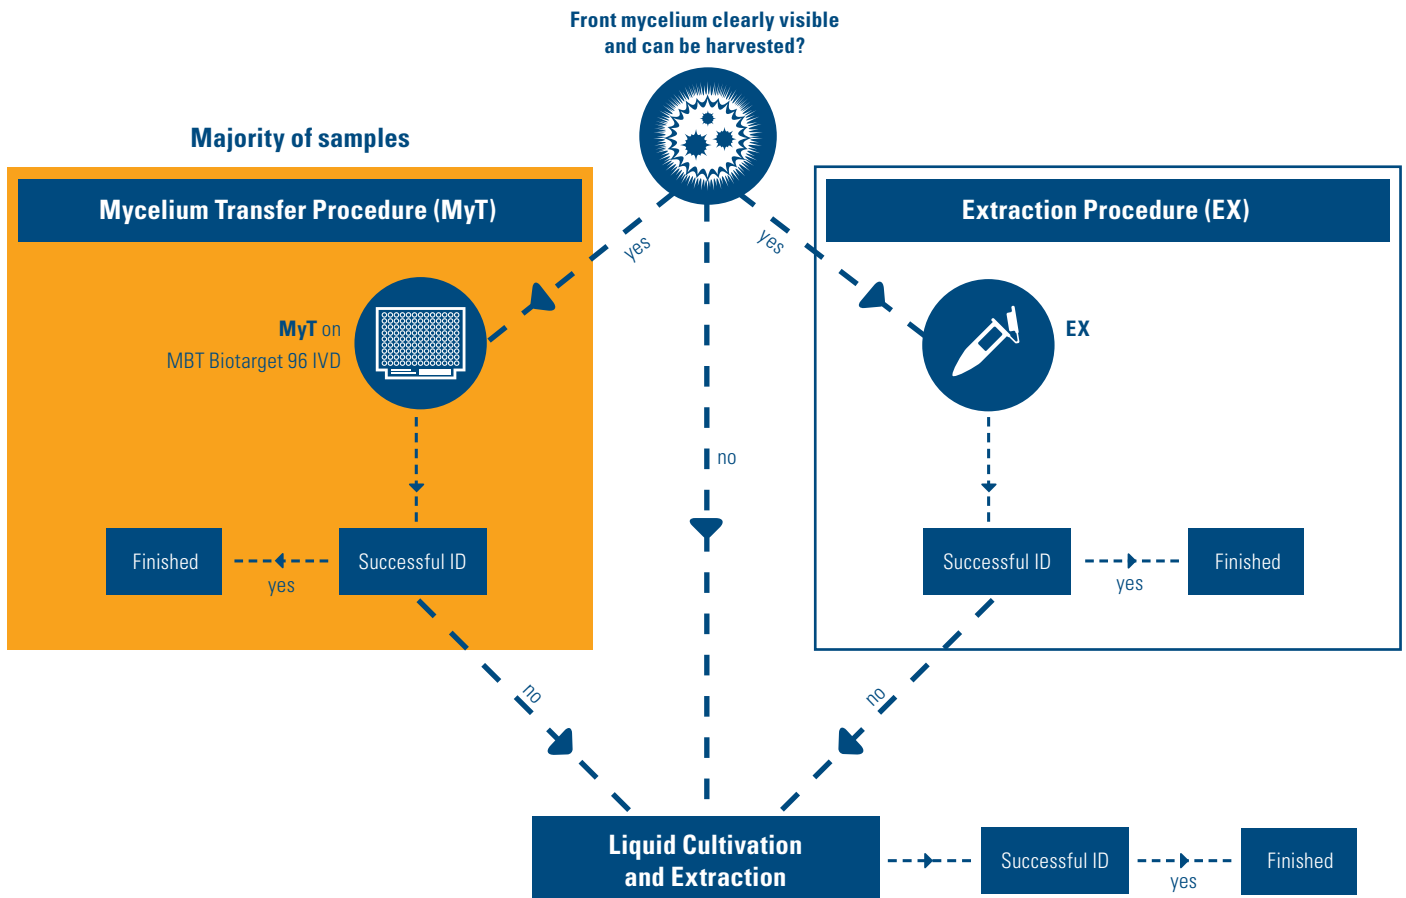 Front mycelium clearly visible
and can be harvested?
Majority of samples
Mycelium Transfer Procedure (MyT)
Extraction Procedure (EX)
yes
yes
MyT on
MBT Biotarget 96 IVD
EX
no
Finished
yes
Successful ID
Successful ID
yes
Finished
no
no
Liquid Cultivation
and Extraction
Successful ID
yes
Finished